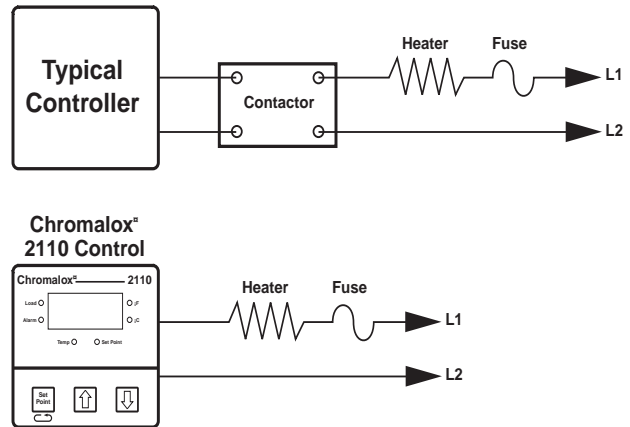 Heater Fuse
Typical
Controller
L1
Contactor
L2
Chromalox¤
2110 Control
Chromalox¤ 2110
Heater Fuse
Load ¡F
Alarm ¡C
L1
Temp Set Point
L2
Set
Point